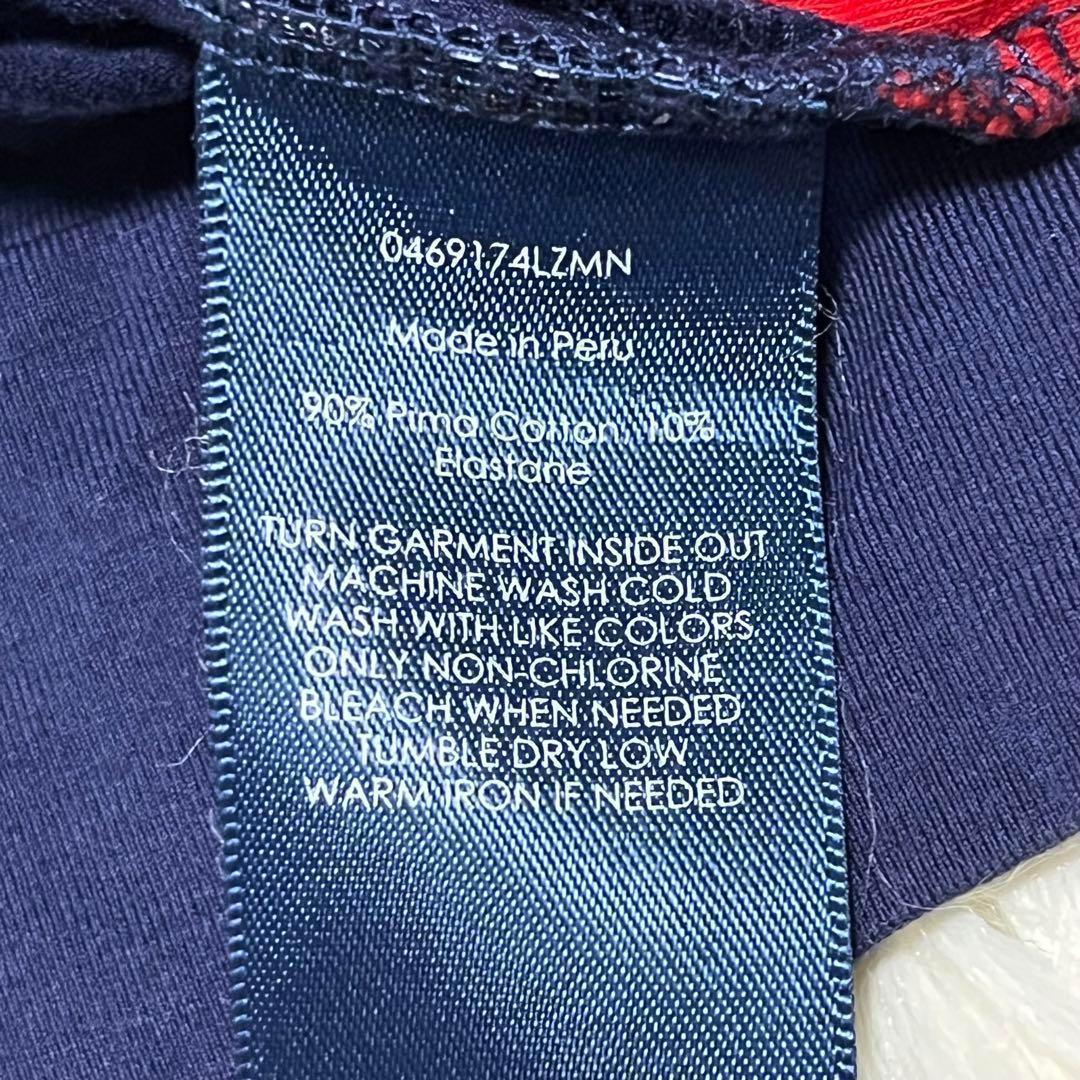 0469174LZMN
Made in Peru
90% Pima Cotton, 10%
Elastane
TURN GARMENT INSIDE OUT
MACHINE WASH COLD
WASH WITH LIKE COLORS
ONLY NON-CHLORINE
BLEACH WHEN NEEDED
TUMBLE DRY LOW
WARM IRON IF NEEDED